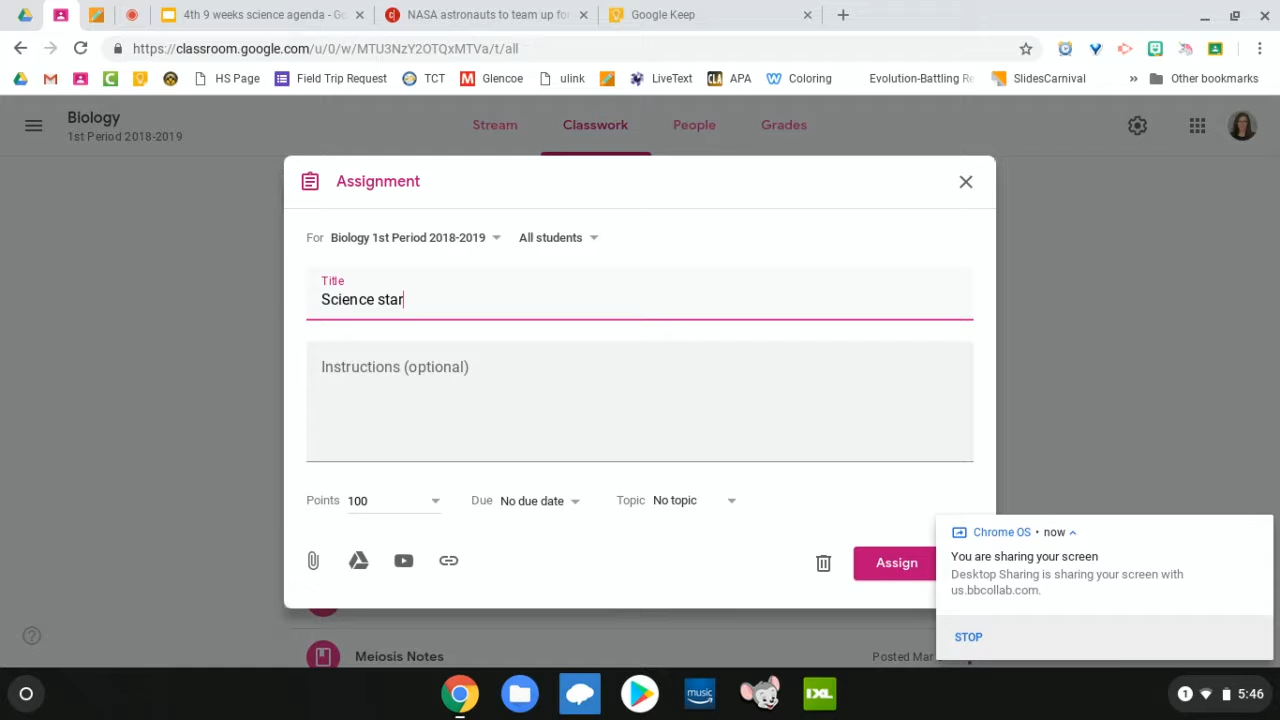 4th 9 weeks science agenda - Go
NASA astronauts to team up for
Google Keep
https://classroom.google.com/u/0/w/MTU3NzY2OTQxMTVa/t/all
HS Page
Field Trip Request
TCT
Glencoe
ulink
LiveText
CLA
APA
Coloring
Evolution-Battling Re
SlidesCarnival
»
Other bookmarks
Biology
1st Period 2018-2019
Stream
Classwork
People
Grades
Assignment
For Biology 1st Period 2018-2019 All students
Title
Science star
Instructions (optional)
Points 100 Due No due date Topic No topic
Assign
Chrome OS • now
You are sharing your screen
Desktop Sharing is sharing your screen with
us.bbcollab.com.
STOP
Meiosis Notes
Posted Mar
music
IXL
1
5:46